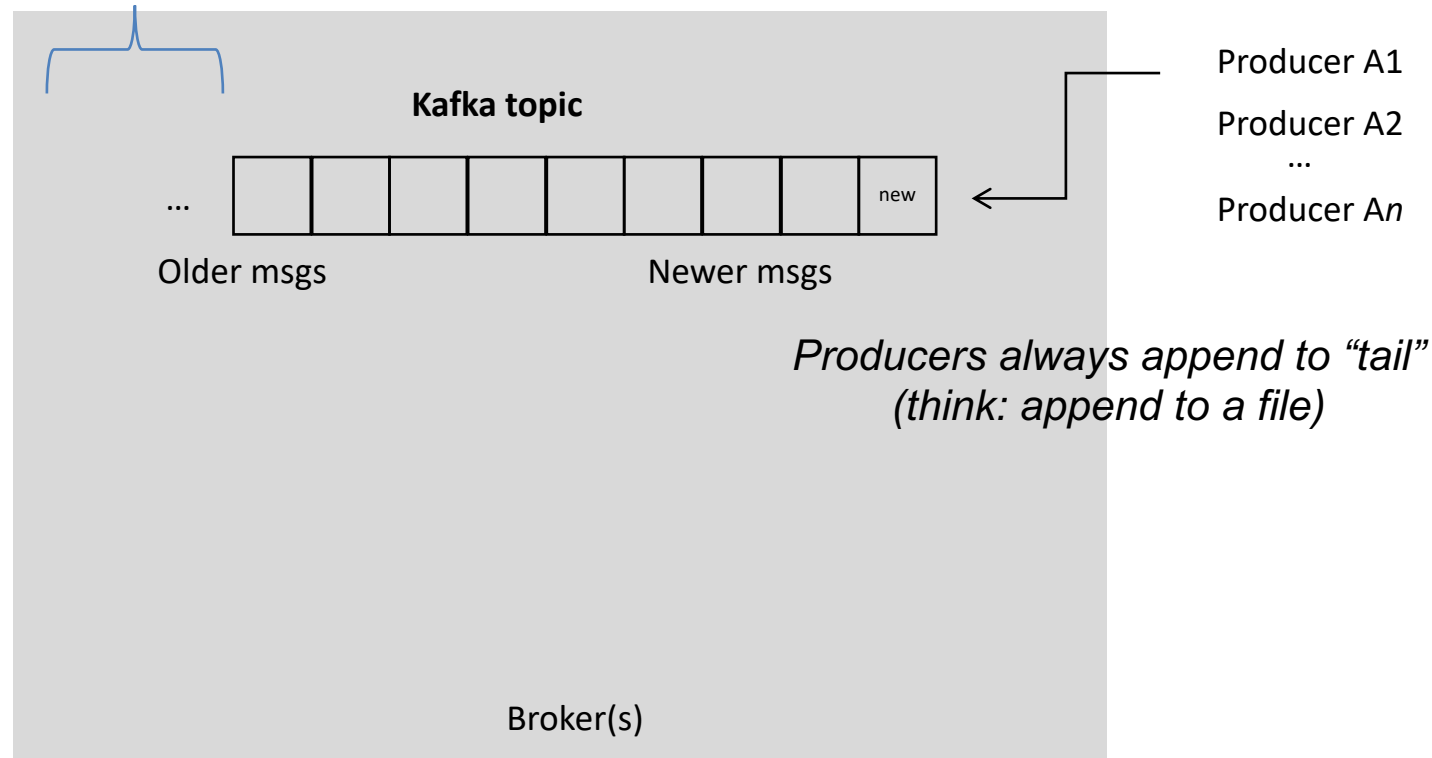 Producer A1
Kafka topic
Producer A2
…
Producer An
…
new
Older msgs
Newer msgs
Producers always append to “tail”
(think: append to a file)
Broker(s)